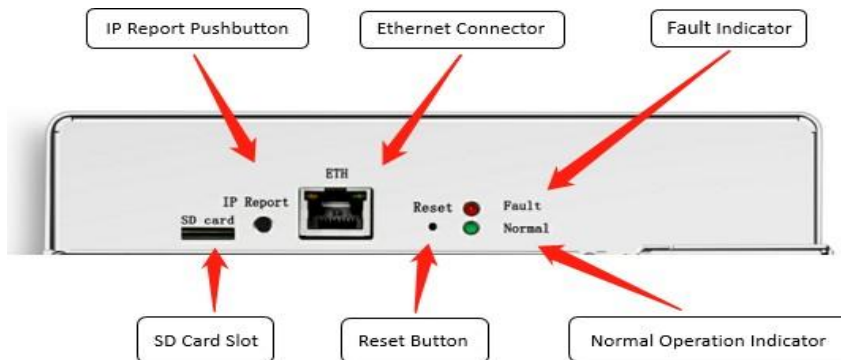 IP Report Pushbutton
Ethernet Connector
Fault Indicator
ETH
IP Report
SD card
Reset
Fault
Normal
SD Card Slot
Reset Button
Normal Operation Indicator